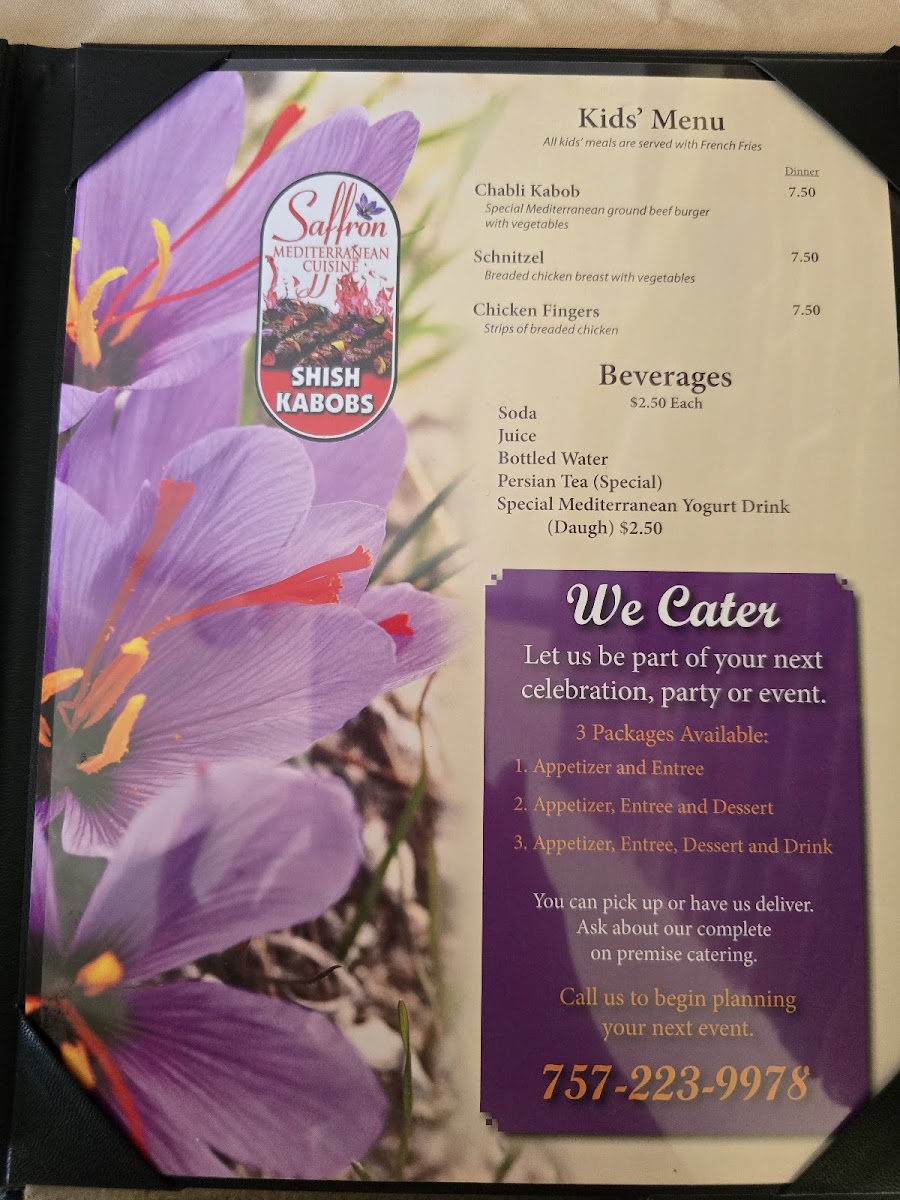 Saffron
MEDITERRANEAN
CUISINE
SHISH
KABOBS
Kids' Menu
All kids' meals are served with French Fries
Dinner
Chabli Kabob 7.50
Special Mediterranean ground beef burger
with vegetables
Schnitzel 7.50
Breaded chicken breast with vegetables
Chicken Fingers 7.50
Strips of breaded chicken
Beverages
$2.50 Each
Soda
Juice
Bottled Water
Persian Tea (Special)
Special Mediterranean Yogurt Drink
(Daugh) $2.50
We Cater
Let us be part of your next
celebration, party or event.
3 Packages Available:
1. Appetizer and Entree
2. Appetizer, Entree and Dessert
3. Appetizer, Entree, Dessert and Drink
You can pick up or have us deliver.
Ask about our complete
on premise catering.
Call us to begin planning
your next event.
757-223-9978